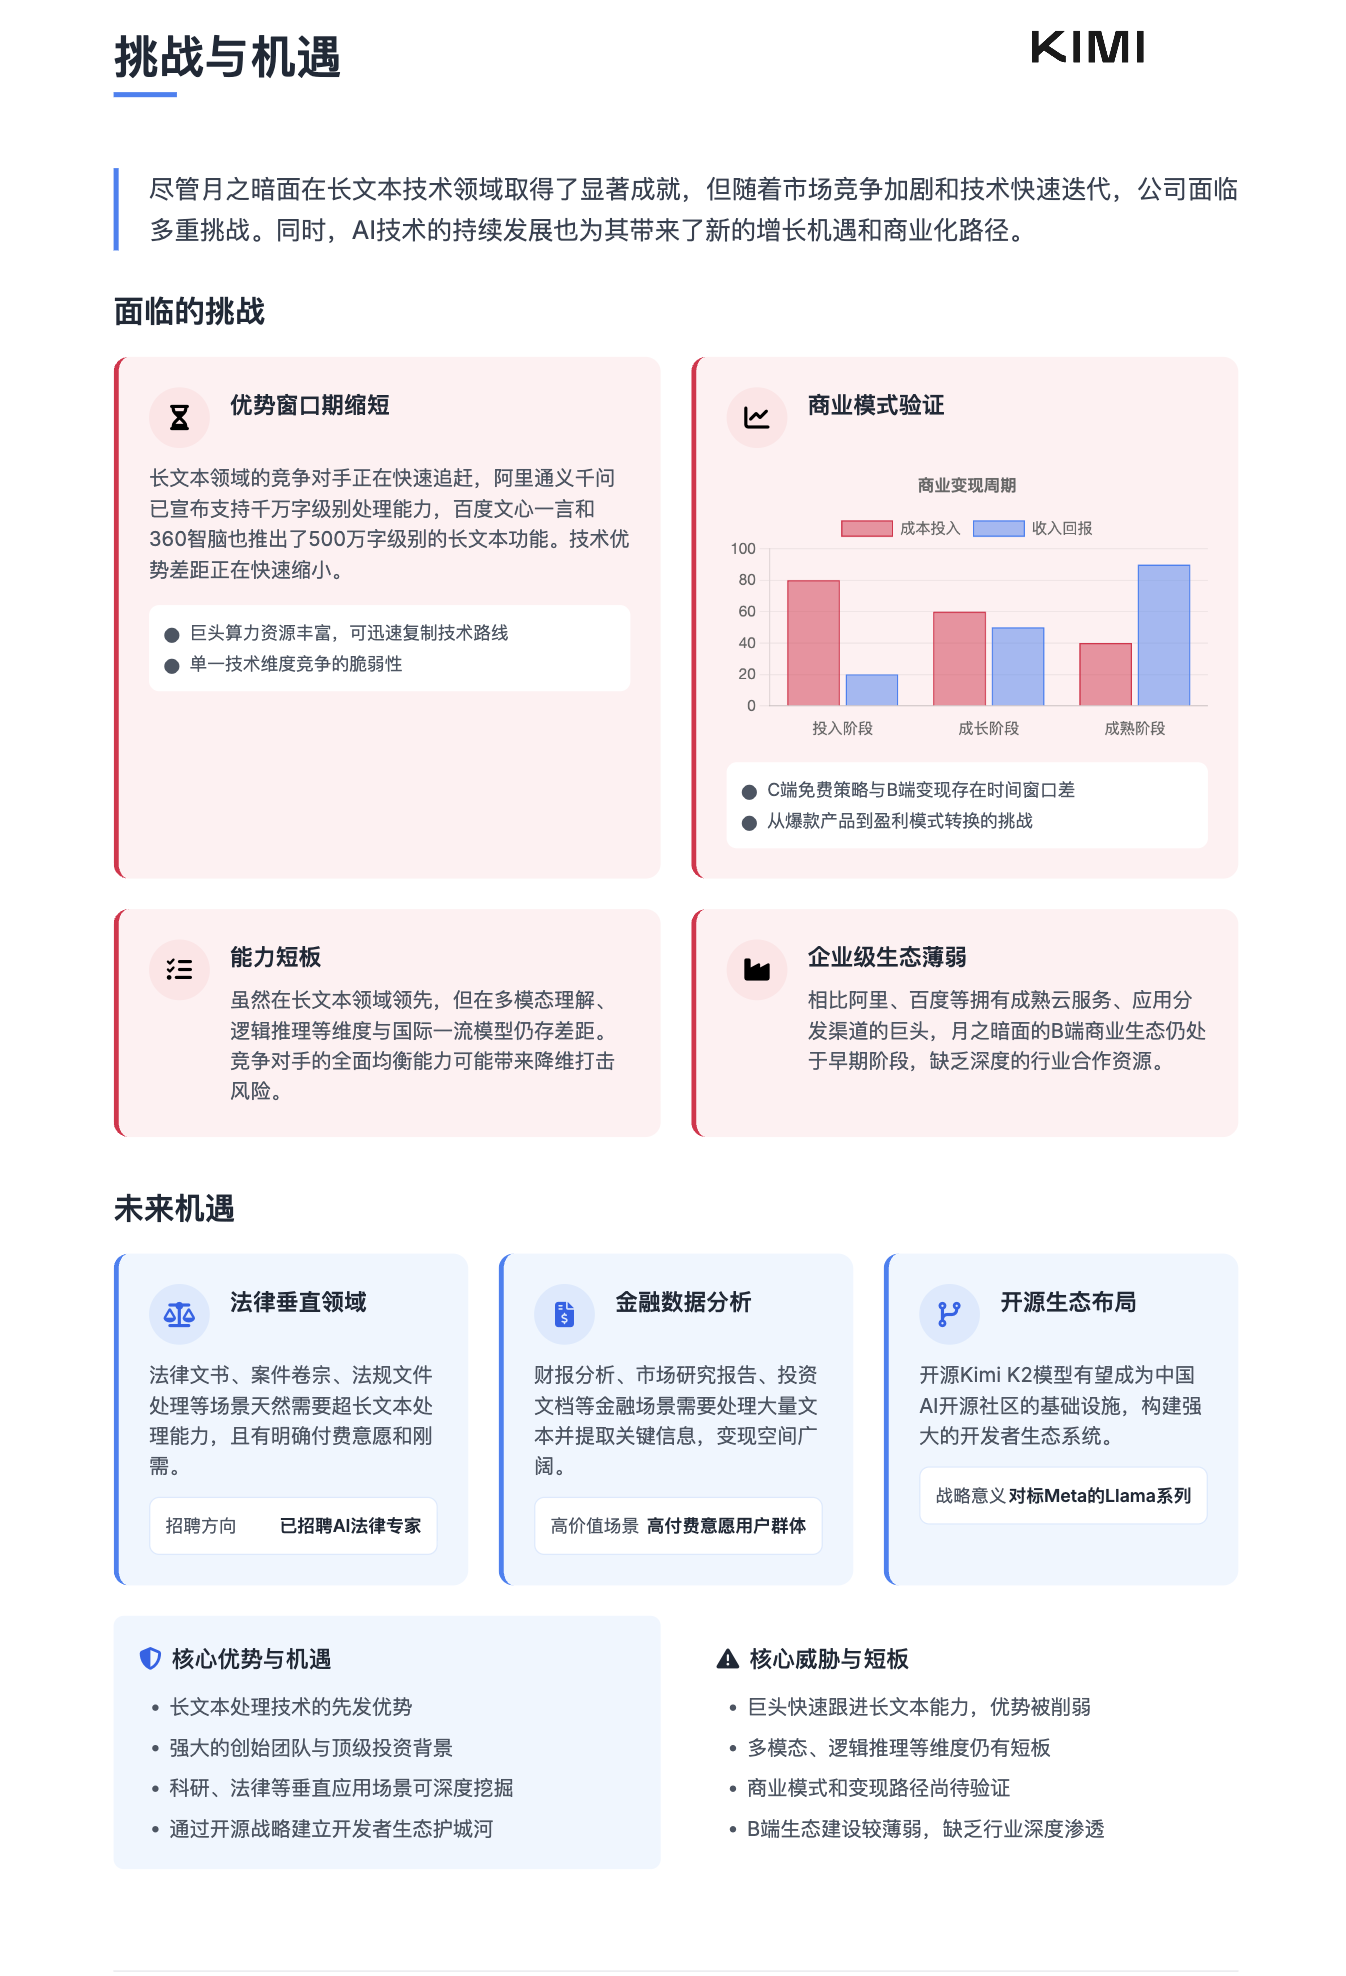 挑战与机遇
KIMI
尽管月之暗面在长文本技术领域取得了显著成就，但随着市场竞争加剧和技术快速迭代，公司面临
多重挑战。同时，AI技术的持续发展也为其带来了新的增长机遇和商业化路径。
面临的挑战
优势窗口期缩短
长文本领域的竞争对手正在快速追赶，阿里通义千问
已宣布支持千万字级别处理能力，百度文心一言和
360智脑也推出了500万字级别的长文本功能。技术优
势差距正在快速缩小。
巨头算力资源丰富，可迅速复制技术路线
单一技术维度竞争的脆弱性
商业模式验证
商业变现周期
成本投入
收入回报
100
80
60
40
20
0
投入阶段
成长阶段
成熟阶段
C端免费策略与B端变现存在时间窗口差
从爆款产品到盈利模式转换的挑战
能力短板
虽然在长文本领域领先，但在多模态理解、
逻辑推理等维度与国际一流模型仍存差距。
竞争对手的全面均衡能力可能带来降维打击
风险。
企业级生态薄弱
相比阿里、百度等拥有成熟云服务、应用分
发渠道的巨头，月之暗面的B端商业生态仍处
于早期阶段，缺乏深度的行业合作资源。
未来机遇
法律垂直领域
法律文书、案件卷宗、法规文件
处理等场景天然需要超长文本处
理能力，且有明确付费意愿和刚
需。
招聘方向 已招聘AI法律专家
金融数据分析
财报分析、市场研究报告、投资
文档等金融场景需要处理大量文
本并提取关键信息，变现空间广
阔。
高价值场景 高付费意愿用户群体
开源生态布局
开源Kimi K2模型有望成为中国
AI开源社区的基础设施，构建强
大的开发者生态系统。
战略意义 对标Meta的Llama系列
核心优势与机遇
• 长文本处理技术的先发优势
• 强大的创始团队与顶级投资背景
• 科研、法律等垂直应用场景可深度挖掘
• 通过开源战略建立开发者生态护城河
核心威胁与短板
• 巨头快速跟进长文本能力，优势被削弱
• 多模态、逻辑推理等维度仍有短板
• 商业模式和变现路径尚待验证
• B端生态建设较薄弱，缺乏行业深度渗透